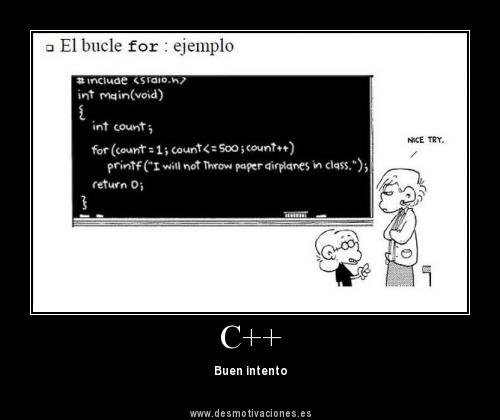 El bucle for : ejemplo
#include <stdio.h>
int main(void)
{
int count;
for (count = 1; count <= 500; count++)
printf ("I will not throw paper airplanes in class.");
return 0;
}
NICE TRY.
C++
Buen intento
www.desmotivaciones.es